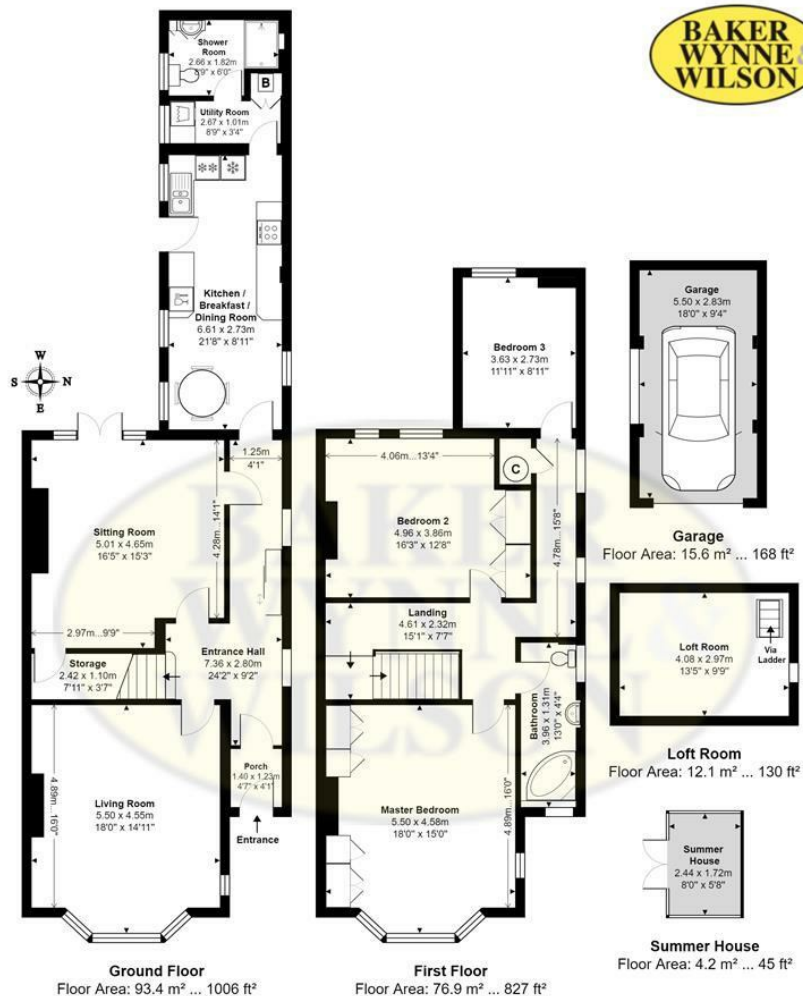 BAKER
WYNNE &
WILSON
Shower
Room
2.66 x 1.82m
8'9" x 6'0"
B
Utility Room
2.67 x 1.01m
8'9" x 3'4"
Kitchen /
Breakfast /
Dining Room
6.61 x 2.73m
21'8" x 8'11"
W
S N
E
1.25m
4'1"
Sitting Room
5.01 x 4.65m
16'5" x 15'3"
4.28m...14'1"
2.97m...9'9"
Storage
2.42 x 1.10m
7'11" x 3'7"
Entrance Hall
7.36 x 2.80m
24'2" x 9'2"
Porch
1.40 x 1.23m
4'7" x 4'1"
Entrance
4.89m...16'0"
Living Room
5.50 x 4.55m
18'0" x 14'11"
Ground Floor
Floor Area: 93.4 m² ... 1006 ft²
Bedroom 3
3.63 x 2.73m
11'11" x 8'11"
4.06m...13'4"
C
Bedroom 2
4.96 x 3.86m
16'3" x 12'8"
4.78m...15'8"
Landing
4.61 x 2.32m
15'1" x 7'7"
Bathroom
3.96 x 1.31m
13'0" x 4'4"
Master Bedroom
5.50 x 4.58m
18'0" x 15'0"
4.89m...16'0"
First Floor
Floor Area: 76.9 m² ... 827 ft²
Garage
5.50 x 2.83m
18'0" x 9'4"
Garage
Floor Area: 15.6 m² ... 168 ft²
Loft Room
4.08 x 2.97m
13'5" x 9'9"
Via
Ladder
Loft Room
Floor Area: 12.1 m² ... 130 ft²
Summer
House
2.44 x 1.72m
8'0" x 5'8"
Summer House
Floor Area: 4.2 m² ... 45 ft²
BAKER
WYNNE &
WILSON